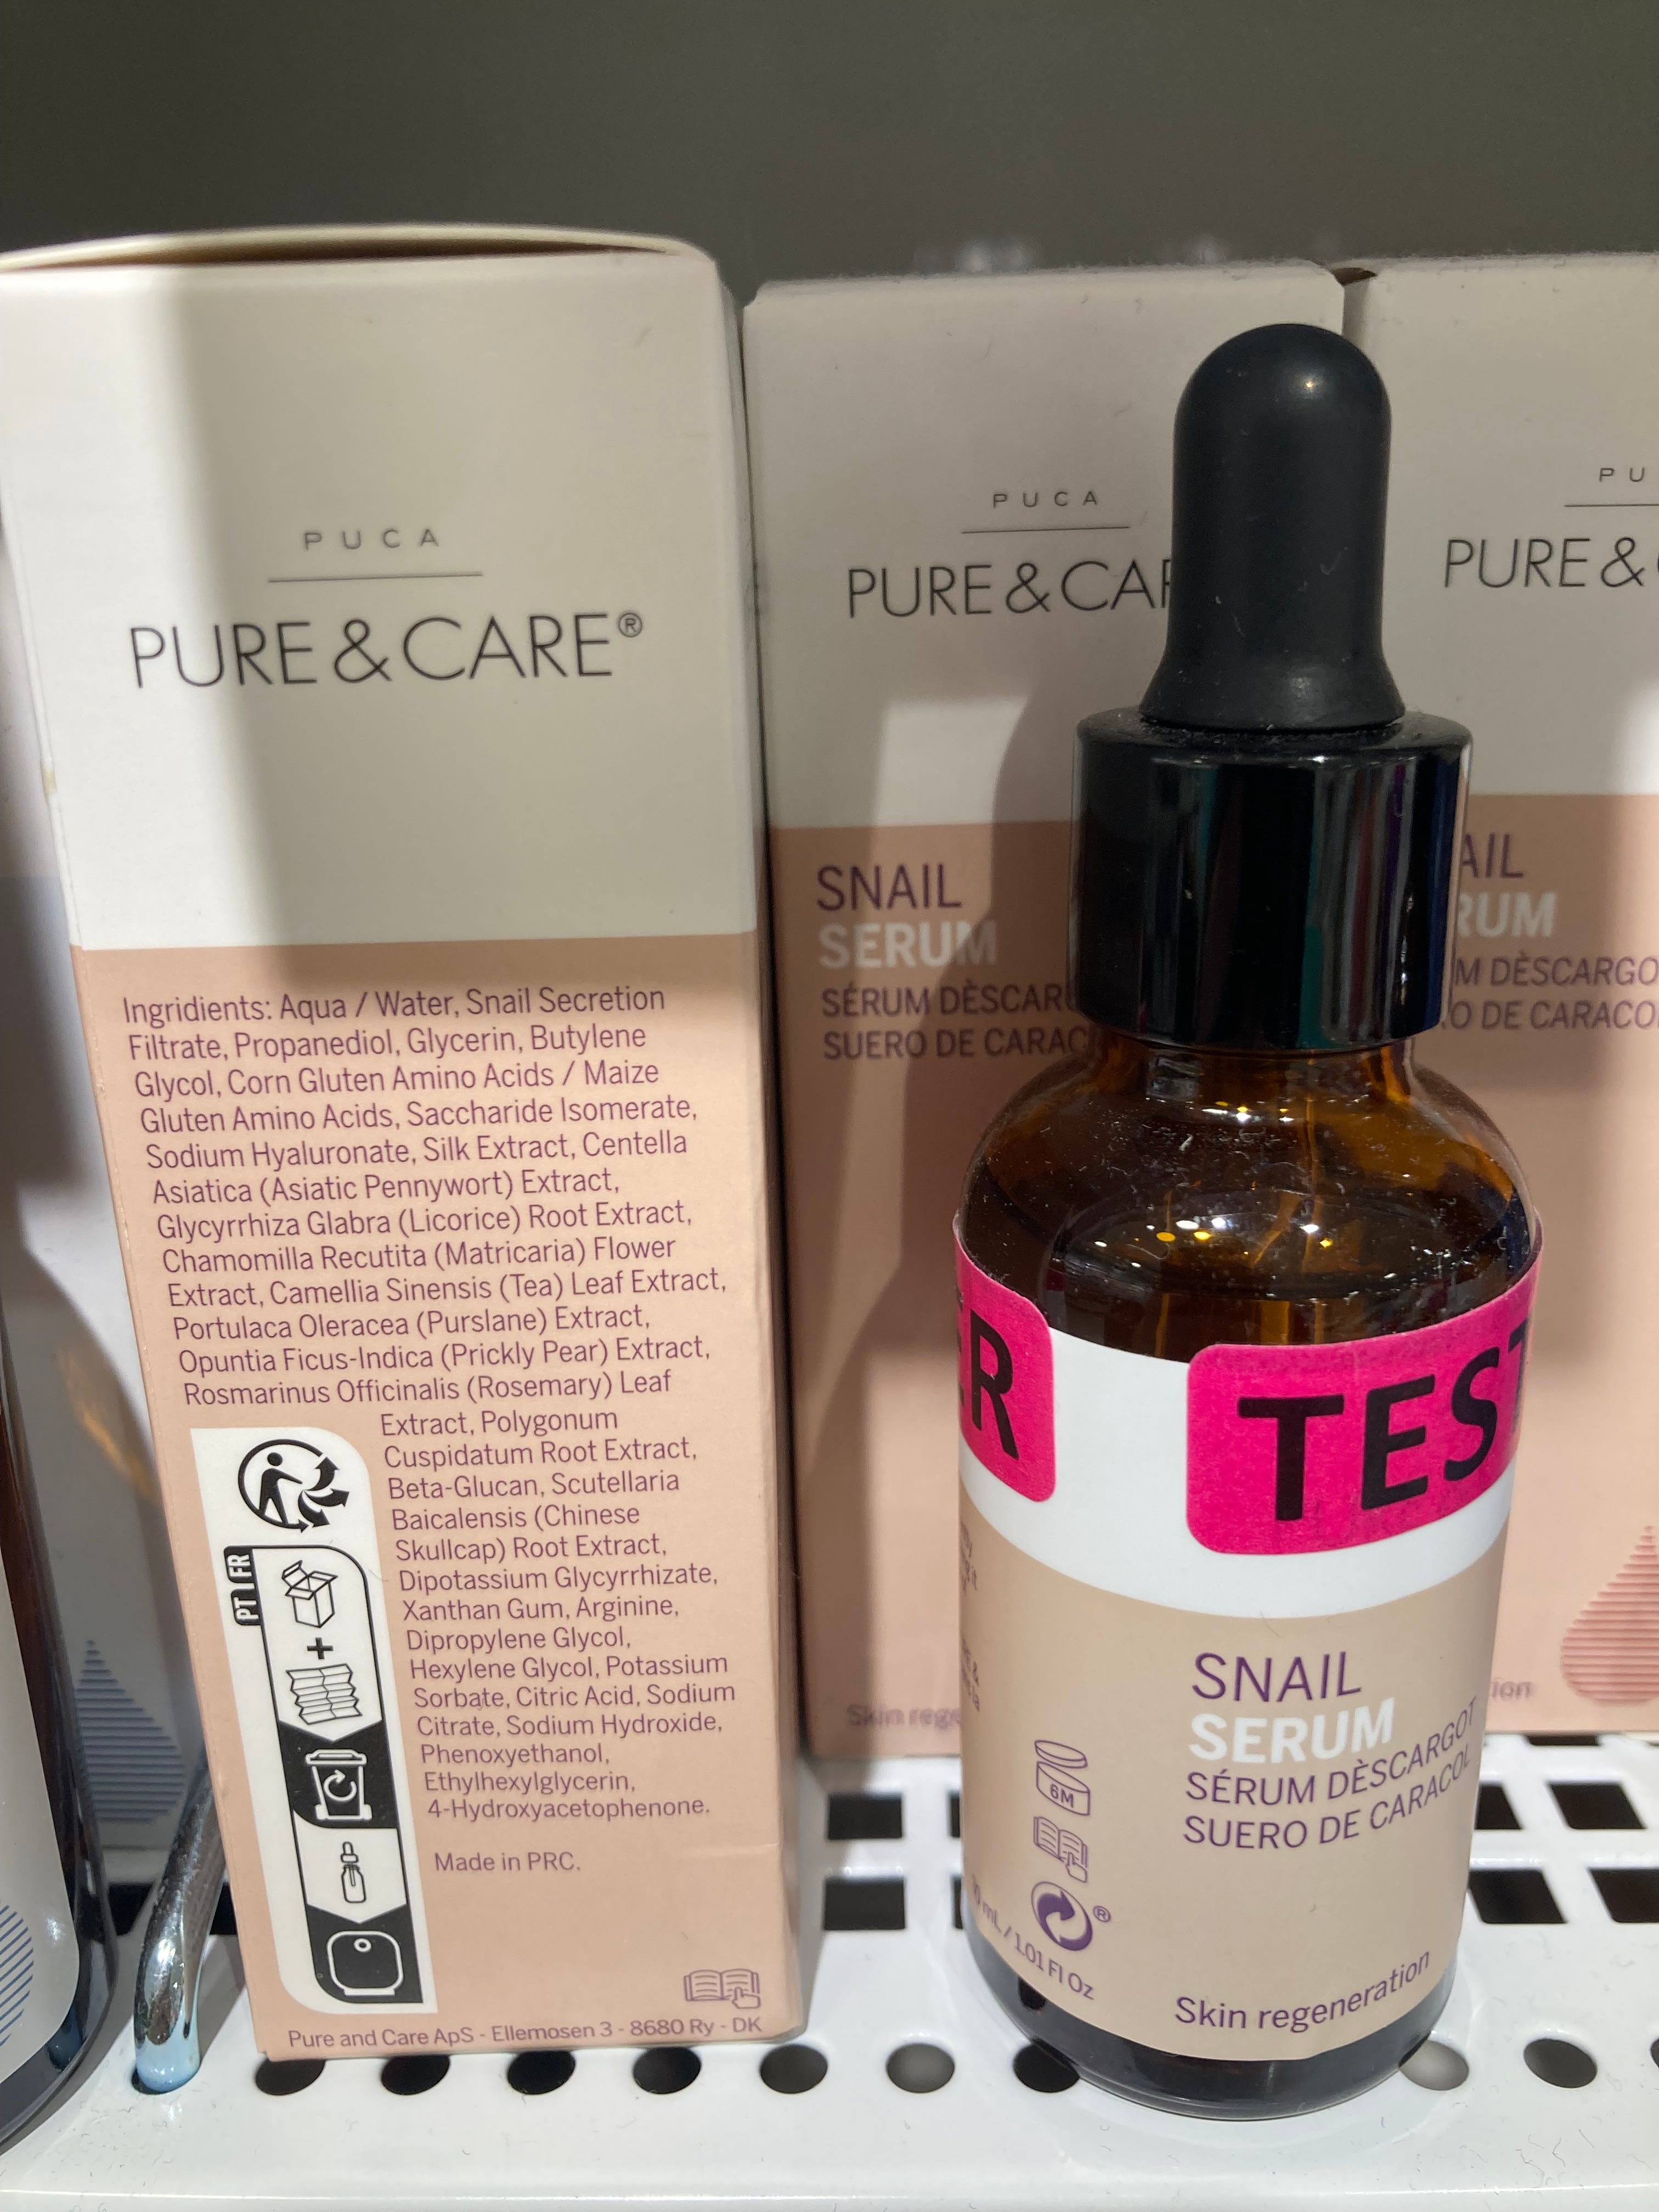 PUCA
PURE & CARE®
Ingridients: Aqua / Water, Snail Secretion
Filtrate, Propanediol, Glycerin, Butylene
Glycol, Corn Gluten Amino Acids / Maize
Gluten Amino Acids, Saccharide Isomerate,
Sodium Hyaluronate, Silk Extract, Centella
Asiatica (Asiatic Pennywort) Extract,
Glycyrrhiza Glabra (Licorice) Root Extract,
Chamomilla Recutita (Matricaria) Flower
Extract, Camellia Sinensis (Tea) Leaf Extract,
Portulaca Oleracea (Purslane) Extract,
Opuntia Ficus-Indica (Prickly Pear) Extract,
Rosmarinus Officinalis (Rosemary) Leaf
Extract, Polygonum
Cuspidatum Root Extract,
Beta-Glucan, Scutellaria
Baicalensis (Chinese
Skullcap) Root Extract,
Dipotassium Glycyrrhizate,
Xanthan Gum, Arginine,
Dipropylene Glycol,
Hexylene Glycol, Potassium
Sorbate, Citric Acid, Sodium
Citrate, Sodium Hydroxide,
Phenoxyethanol,
Ethylhexylglycerin,
4-Hydroxyacetophenone.
PT | FR
Made in PRC.
Pure and Care ApS - Ellemosen 3 - 8680 Ry - DK
PUCA
PURE & CAR
SNAIL
SERUM
SÉRUM DÈSCAR
SUERO DE CARAC
Skin rege
PU
PURE &
AIL
RUM
M DÈSCARGO
O DE CARACO
ion
ER
TEST
SNAIL
SERUM
SÉRUM DÈSCARGOT
SUERO DE CARACOL
6M
®
mL / 1.01 Fl Oz
Skin regeneration